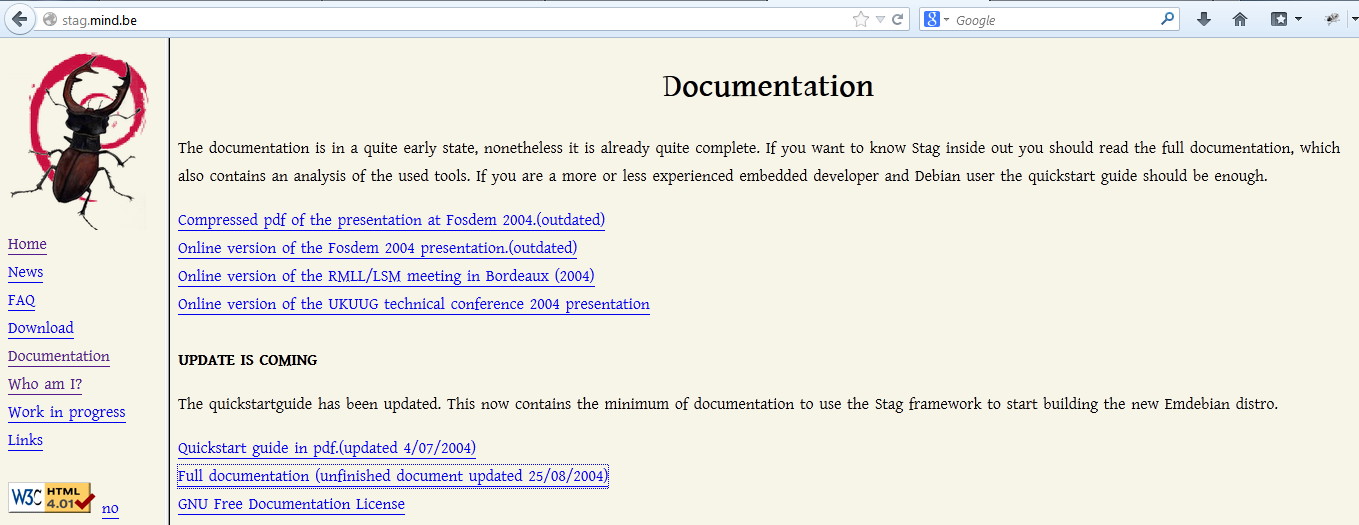 stag.mind.be
Google
Documentation
The documentation is in a quite early state, nonetheless it is already quite complete. If you want to know Stag inside out you should read the full documentation, which
also contains an analysis of the used tools. If you are a more or less experienced embedded developer and Debian user the quickstart guide should be enough.
Compressed pdf of the presentation at Fosdem 2004.(outdated)
Online version of the Fosdem 2004 presentation.(outdated)
Online version of the RMLL/LSM meeting in Bordeaux (2004)
Online version of the UKUUG technical conference 2004 presentation
UPDATE IS COMING
The quickstartguide has been updated. This now contains the minimum of documentation to use the Stag framework to start building the new Emdebian distro.
Quickstart guide in pdf.(updated 4/07/2004)
Full documentation (unfinished document updated 25/08/2004)
GNU Free Documentation License
Home
News
FAQ
Download
Documentation
Who am I?
Work in progress
Links
W3C HTML 4.01
no